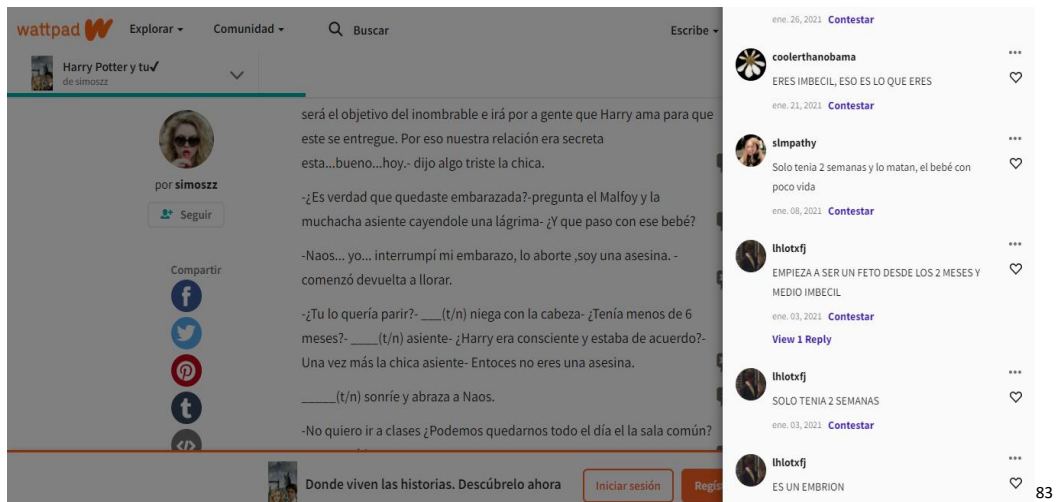 wattpad
Explorar
Comunidad
Buscar
Escribe
Harry Potter y tu✓
de simoszz
por simoszz
Seguir
Compartir
será el objetivo del inombrable e irá por a gente que Harry ama para que
este se entregue. Por eso nuestra relación era secreta
esta...bueno...hoy.- dijo algo triste la chica.
-¿Es verdad que quedaste embarazada?-pregunta el Malfoy y la
muchacha asiente cayendole una lágrima- ¿Y que paso con ese bebé?
-Naos... yo... interrumpí mi embarazo, lo aborte ,soy una asesina. -
comenzó devuelta a llorar.
-¿Tu lo quería parir?- ___(t/n) niega con la cabeza- ¿Tenía menos de 6
meses?- ____(t/n) asiente- ¿Harry era consciente y estaba de acuerdo?-
Una vez más la chica asiente- Entoces no eres una asesina.
_____(t/n) sonríe y abraza a Naos.
-No quiero ir a clases ¿Podemos quedarnos todo el día el la sala común?
Donde viven las historias. Descúbrelo ahora
Iniciar sesión
ene. 26, 2021 Contestar
coolerthanobama
ERES IMBECIL, ESO ES LO QUE ERES
ene. 21, 2021 Contestar
slmpathy
Solo tenia 2 semanas y lo matan, el bebé con
poco vida
ene. 08, 2021 Contestar
lhlotxfj
EMPIEZA A SER UN FETO DESDE LOS 2 MESES Y
MEDIO IMBECIL
ene. 03, 2021 Contestar
View 1 Reply
lhlotxfj
SOLO TENIA 2 SEMANAS
ene. 03, 2021 Contestar
lhlotxfj
ES UN EMBRION
83